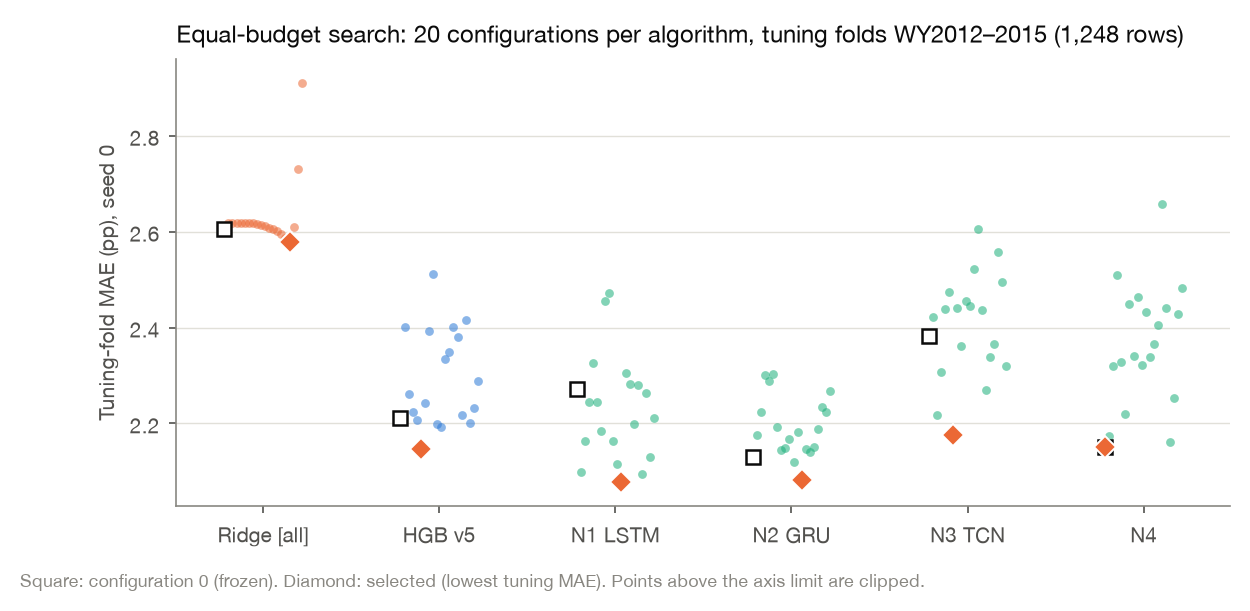 Equal-budget search: 20 configurations per algorithm, tuning folds WY2012–2015 (1,248 rows)
Tuning-fold MAE (pp), seed 0
2.8
2.6
2.4
2.2
Ridge [all]
HGB v5
N1 LSTM
N2 GRU
N3 TCN
N4
Square: configuration 0 (frozen). Diamond: selected (lowest tuning MAE). Points above the axis limit are clipped.